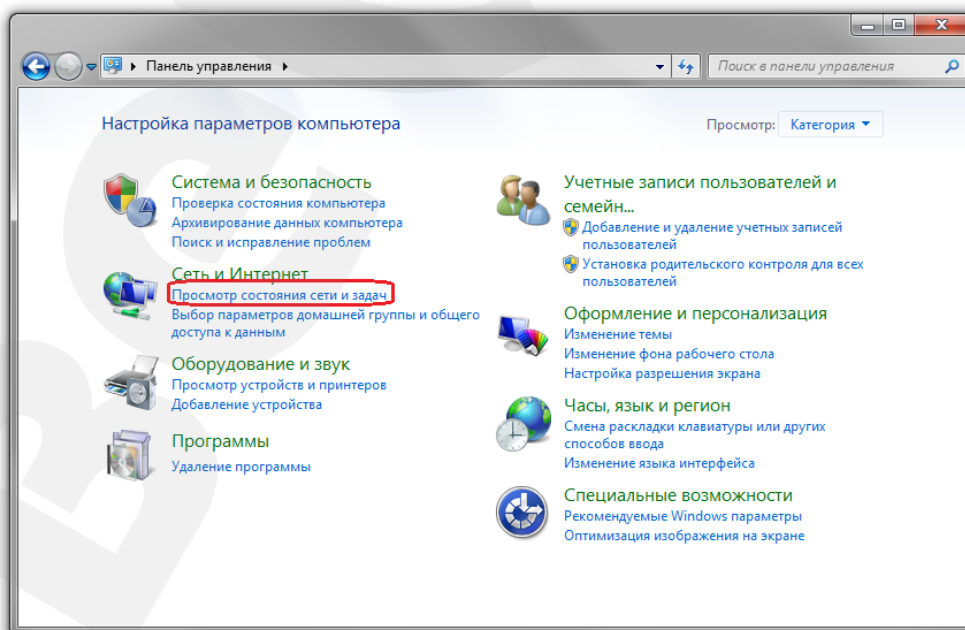 Панель управления
Поиск в панели управления
Настройка параметров компьютера
Просмотр: Категория
Система и безопасность
Проверка состояния компьютера
Архивирование данных компьютера
Поиск и исправление проблем
Сеть и Интернет
Просмотр состояния сети и задач
Выбор параметров домашней группы и общего
доступа к данным
Оборудование и звук
Просмотр устройств и принтеров
Добавление устройства
Программы
Удаление программы
Учетные записи пользователей и
семейн...
Добавление и удаление учетных записей
пользователей
Установка родительского контроля для всех
пользователей
Оформление и персонализация
Изменение темы
Изменение фона рабочего стола
Настройка разрешения экрана
Часы, язык и регион
Смена раскладки клавиатуры или других
способов ввода
Изменение языка интерфейса
Специальные возможности
Рекомендуемые Windows параметры
Оптимизация изображения на экране